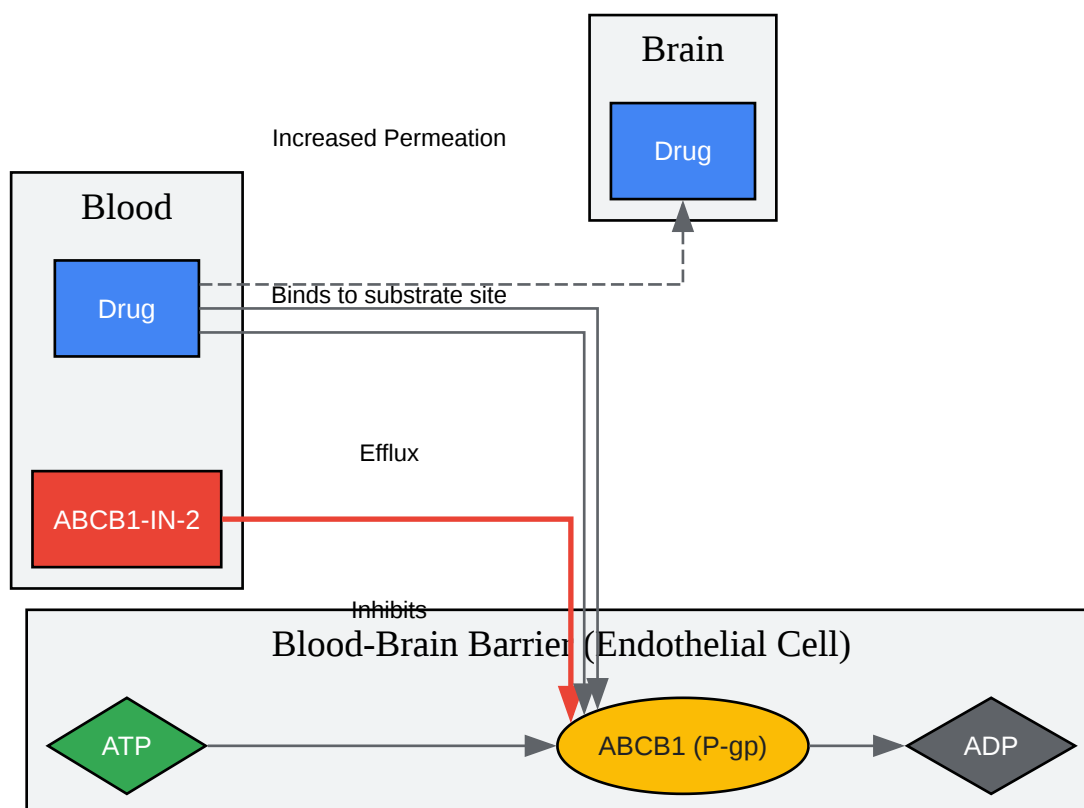 Brain
Drug
Increased Permeation
Blood
Drug
Binds to substrate site
Efflux
ABCB1-IN-2
Inhibits
Blood-Brain Barrier (Endothelial Cell)
ATP
ABCB1 (P-gp)
ADP